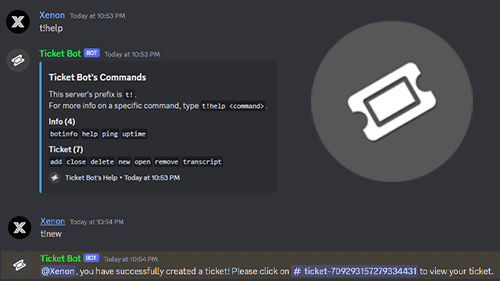 Xenon Today at 10:53 PM
t!help
Ticket Bot BOT Today at 10:53 PM
Ticket Bot's Commands
This server's prefix is t!.
For more info on a specific command, type t!help <command>.
Info (4)
botinfo help ping uptime
Ticket (7)
add close delete new open remove transcript
Ticket Bot's Help • Today at 10:53 PM
Xenon Today at 10:54 PM
t!new
Ticket Bot BOT Today at 10:54 PM
@Xenon, you have successfully created a ticket! Please click on # ticket-709293157279334431 to view your ticket.